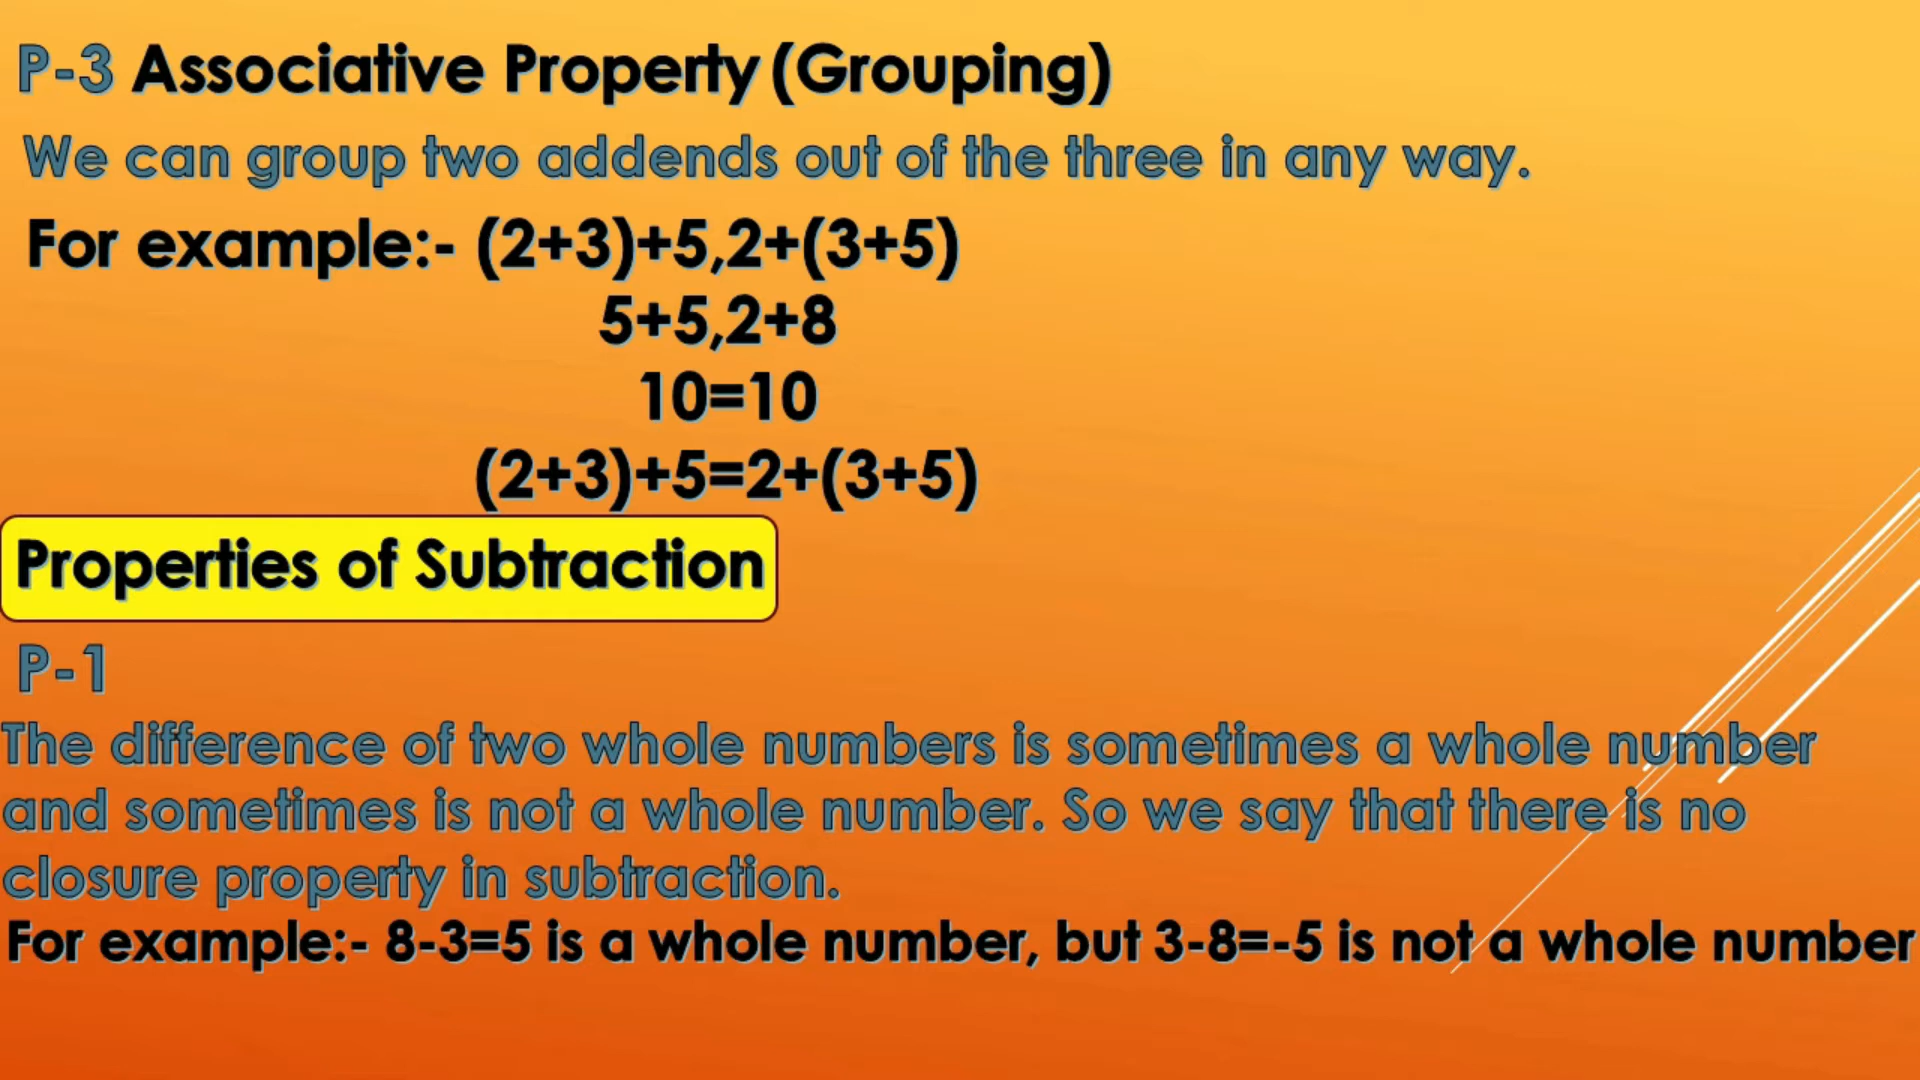 P-3 Associative Property (Grouping)
We can group two addends out of the three in any way.
For example:- (2+3)+5,2+(3+5)
5+5,2+8
10=10
(2+3)+5=2+(3+5)
Properties of Subtraction
P-1
The difference of two whole numbers is sometimes a whole number
and sometimes is not a whole number. So we say that there is no
closure property in subtraction.
For example:- 8-3=5 is a whole number, but 3-8=-5 is not a whole number